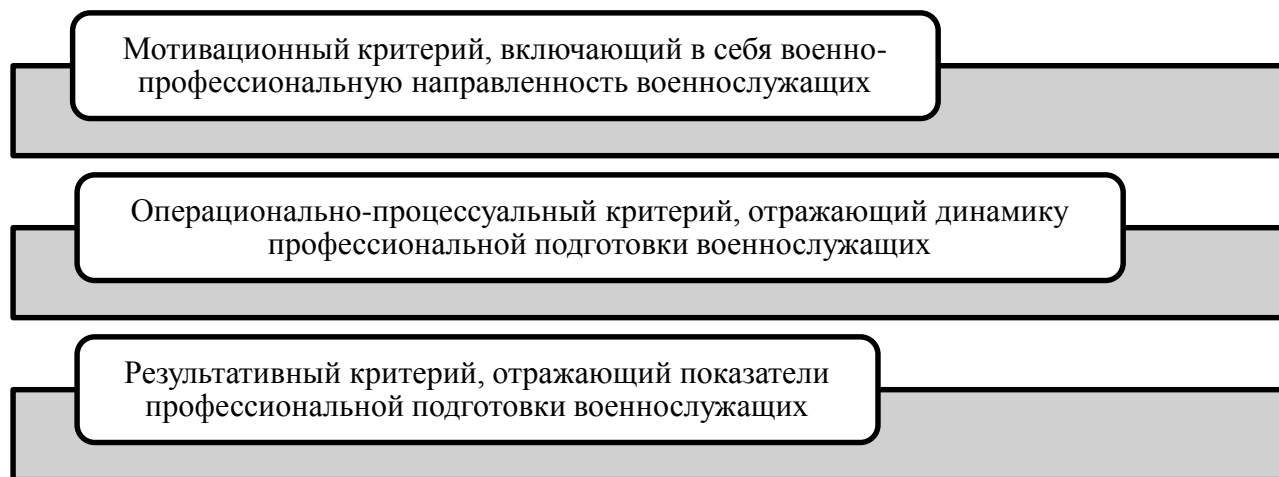 Мотивационный критерий, включающий в себя военно-
профессиональную направленность военнослужащих
Операционально-процессуальный критерий, отражающий динамику
профессиональной подготовки военнослужащих
Результативный критерий, отражающий показатели
профессиональной подготовки военнослужащих